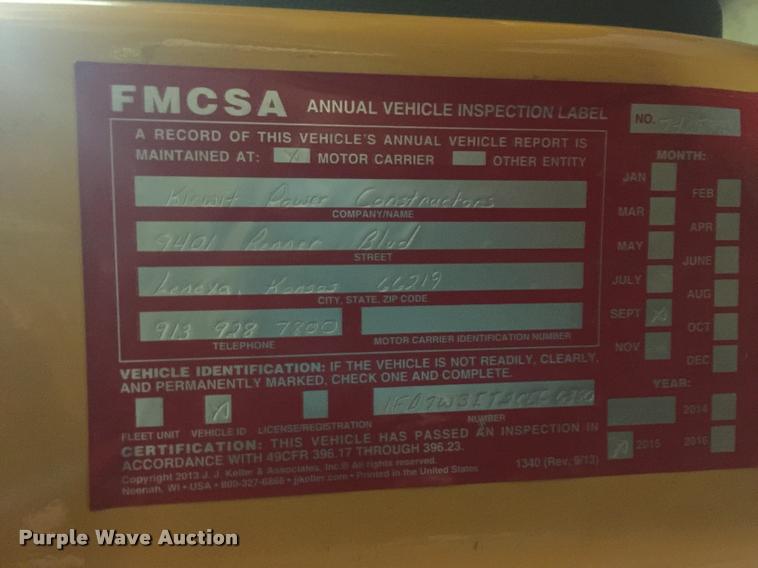 FMCSA ANNUAL VEHICLE INSPECTION LABEL
NO.
A RECORD OF THIS VEHICLE'S ANNUAL VEHICLE REPORT IS
MAINTAINED AT: X MOTOR CARRIER OTHER ENTITY
Kiewit Power Constructors
COMPANY/NAME
9401 Renner Blvd
STREET
Lenexa, Kansas 66219
CITY, STATE, ZIP CODE
913 928 7800
TELEPHONE
MOTOR CARRIER IDENTIFICATION NUMBER
VEHICLE IDENTIFICATION: IF THE VEHICLE IS NOT READILY, CLEARLY,
AND PERMANENTLY MARKED, CHECK ONE AND COMPLETE.
X
FLEET UNIT VEHICLE ID LICENSE/REGISTRATION
NUMBER
CERTIFICATION: THIS VEHICLE HAS PASSED AN INSPECTION IN
ACCORDANCE WITH 49CFR 396.17 THROUGH 396.23.
Copyright 2013 J. J. Keller & Associates, Inc.® All rights reserved.
Neenah, WI • USA • 800-327-6868 • jjkeller.com • Printed in the United States
1340 (Rev. 9/13)
MONTH:
JAN FEB
MAR APR
MAY JUNE
JULY AUG
SEPT X OCT
NOV DEC
YEAR:
2014
X 2015 2016
Purple Wave Auction